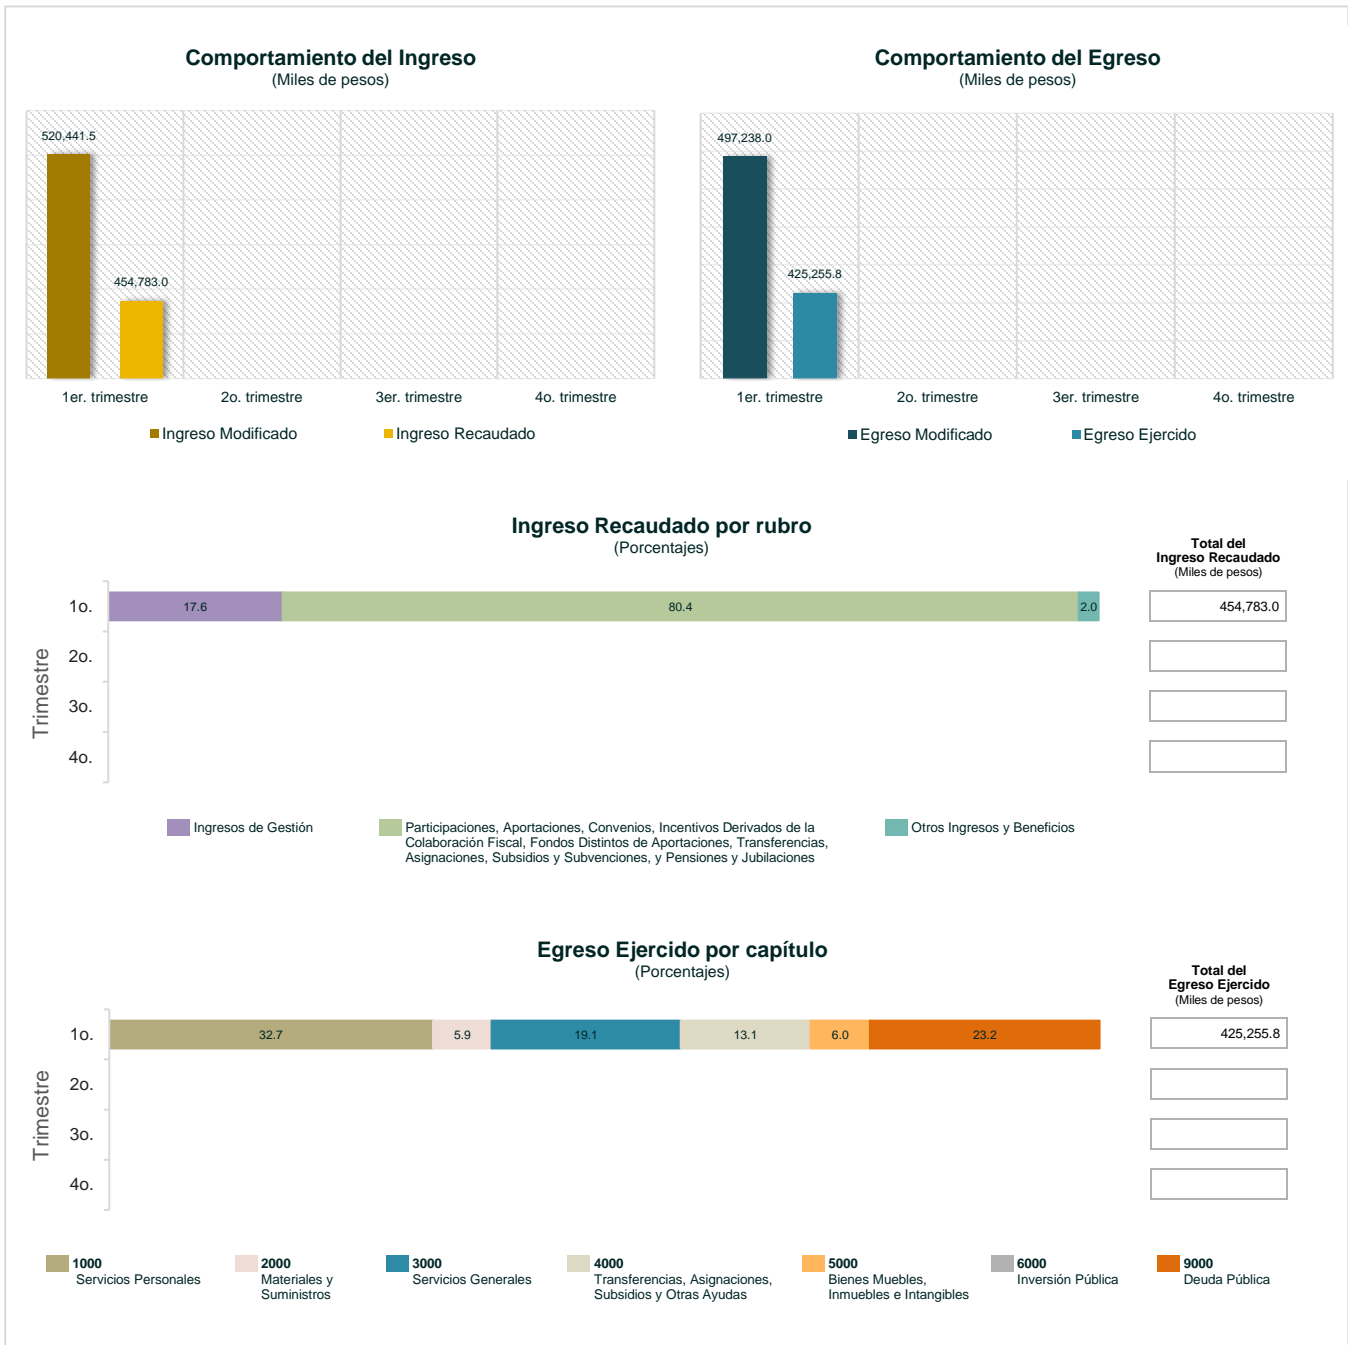 Comportamiento del Ingreso
(Miles de pesos)
520,441.5
454,783.0
1er. trimestre
2o. trimestre
3er. trimestre
4o. trimestre
Ingreso Modificado
Ingreso Recaudado
Comportamiento del Egreso
(Miles de pesos)
497,238.0
425,255.8
1er. trimestre
2o. trimestre
3er. trimestre
4o. trimestre
Egreso Modificado
Egreso Ejercido
Ingreso Recaudado por rubro
(Porcentajes)
Total del
Ingreso Recaudado
(Miles de pesos)
Trimestre
1o.
17.6
80.4
2.0
454,783.0
2o.
3o.
4o.
Ingresos de Gestión
Participaciones, Aportaciones, Convenios, Incentivos Derivados de la
Colaboración Fiscal, Fondos Distintos de Aportaciones, Transferencias,
Asignaciones, Subsidios y Subvenciones, y Pensiones y Jubilaciones
Otros Ingresos y Beneficios
Egreso Ejercido por capítulo
(Porcentajes)
Total del
Egreso Ejercido
(Miles de pesos)
Trimestre
1o.
32.7
5.9
19.1
13.1
6.0
23.2
425,255.8
2o.
3o.
4o.
1000
Servicios Personales
2000
Materiales y
Suministros
3000
Servicios Generales
4000
Transferencias, Asignaciones,
Subsidios y Otras Ayudas
5000
Bienes Muebles,
Inmuebles e Intangibles
6000
Inversión Pública
9000
Deuda Pública